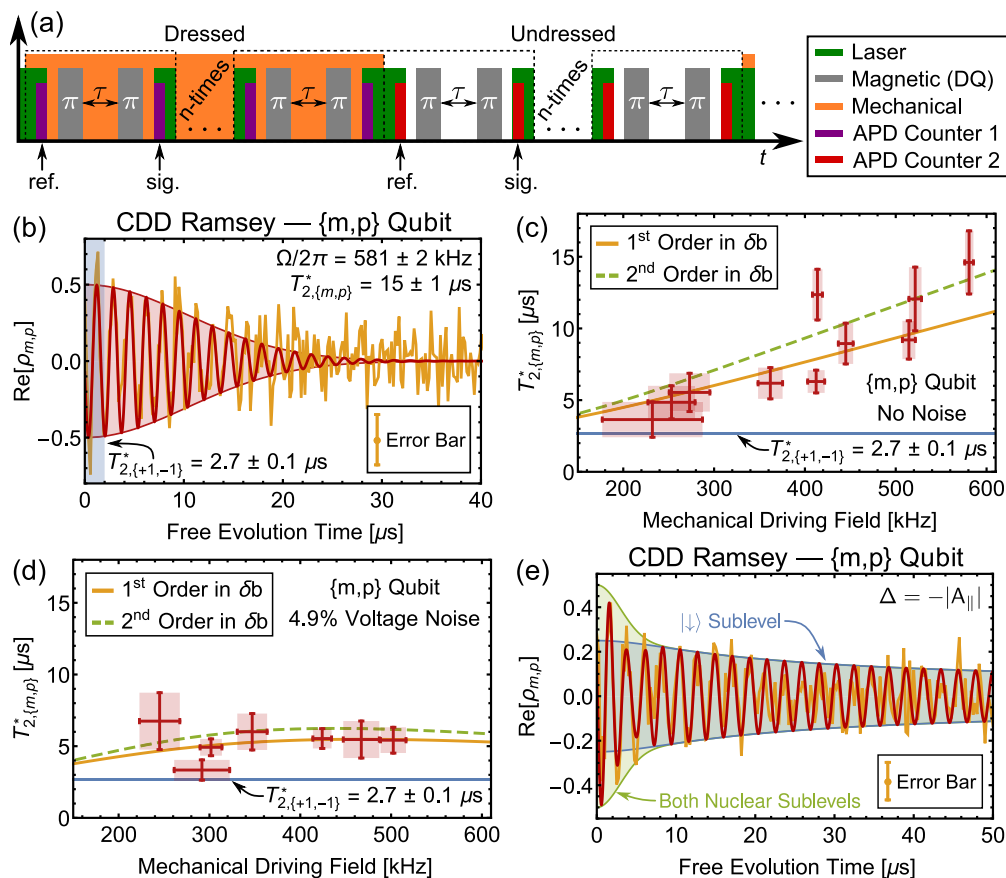 (a)
Dressed
Undressed
π τ π
n-times
π τ π
π τ π
n-times
π τ π
. . .
. . .
. . .
t
ref.
sig.
ref.
sig.
Laser
Magnetic (DQ)
Mechanical
APD Counter 1
APD Counter 2
(b)
CDD Ramsey — {m,p} Qubit
Ω/2π = 581 ± 2 kHz
T*2,{m,p} = 15 ± 1 μs
0.5
0.0
−0.5
Re[ρm,p]
T*2,{+1,−1} = 2.7 ± 0.1 μs
Error Bar
0 10 20 30 40
Free Evolution Time [μs]
(c)
1st Order in δb
2nd Order in δb
15
10
5
0
T*2,{m,p} [μs]
{m,p} Qubit
No Noise
T*2,{+1,−1} = 2.7 ± 0.1 μs
200 300 400 500 600
Mechanical Driving Field [kHz]
(d)
1st Order in δb
2nd Order in δb
{m,p} Qubit
4.9% Voltage Noise
15
10
5
0
T*2,{m,p} [μs]
T*2,{+1,−1} = 2.7 ± 0.1 μs
200 300 400 500 600
Mechanical Driving Field [kHz]
(e)
CDD Ramsey — {m,p} Qubit
Δ = −|A∥|
|↓⟩ Sublevel
0.4
0.2
0.0
−0.2
−0.4
Re[ρm,p]
Both Nuclear Sublevels
Error Bar
0 10 20 30 40 50
Free Evolution Time [μs]